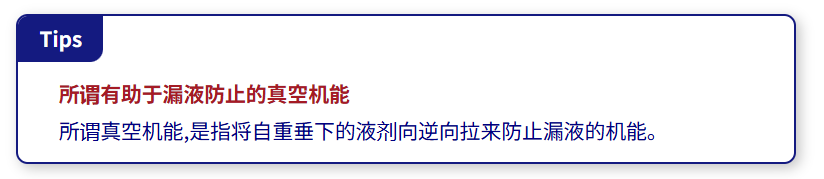 Tips
所谓有助于漏液防止的真空机能
所谓真空机能,是指将自重垂下的液剂向逆向拉来防止漏液的机能。